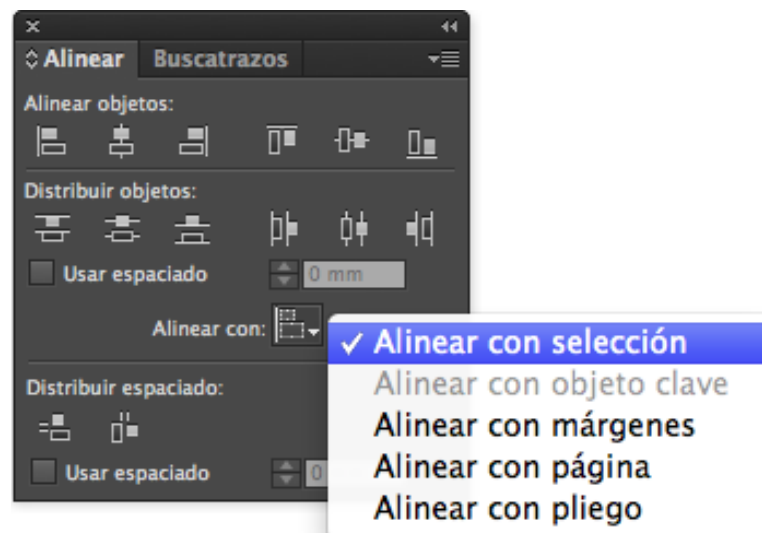 Alinear Buscatrazos
Alinear objetos:
Distribuir objetos:
Usar espaciado 0 mm
Alinear con:
Alinear con selección
Alinear con objeto clave
Alinear con márgenes
Alinear con página
Alinear con pliego
Distribuir espaciado:
Usar espaciado 0